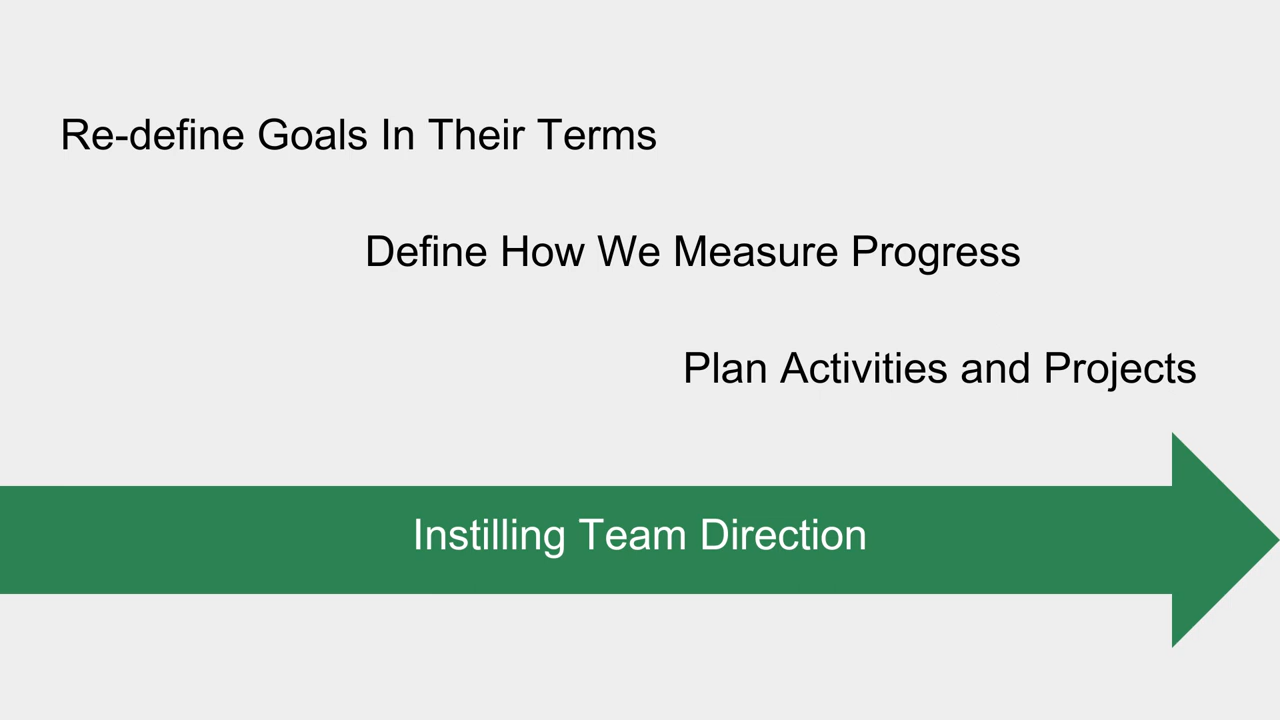 Re-define Goals In Their Terms
Define How We Measure Progress
Plan Activities and Projects
Instilling Team Direction